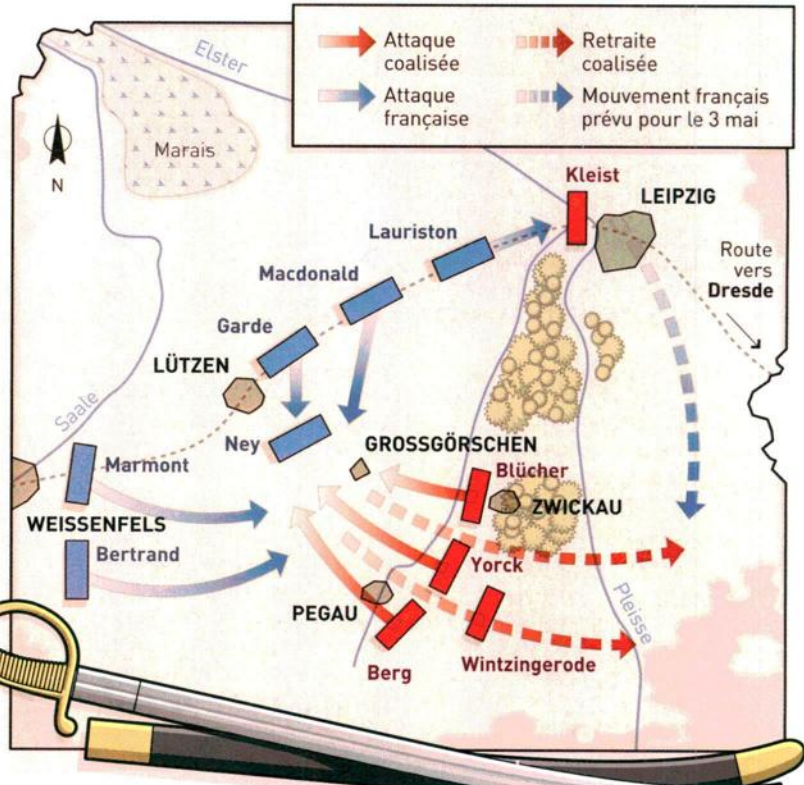 Attaque
coalisée
Retraite
coalisée
Attaque
française
Mouvement français
prévu pour le 3 mai
Elster
Marais
N
Kleist
LEIPZIG
Lauriston
Route
vers
Dresde
Macdonald
Garde
LÜTZEN
Saale
Ney
GROSSGÖRSCHEN
Marmont
Blücher
ZWICKAU
WEISSENFELS
Bertrand
Yorck
PEGAU
Pleisse
Berg
Wintzingerode